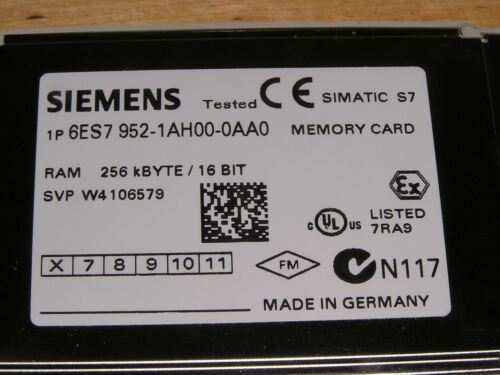 SIEMENS Tested CE SIMATIC S7
1P 6ES7 952-1AH00-0AA0 MEMORY CARD
RAM 256 kBYTE / 16 BIT
SVP W4106579
Ex
c UL us LISTED
7RA9
X 7 8 9 10 11
FM
N117
MADE IN GERMANY